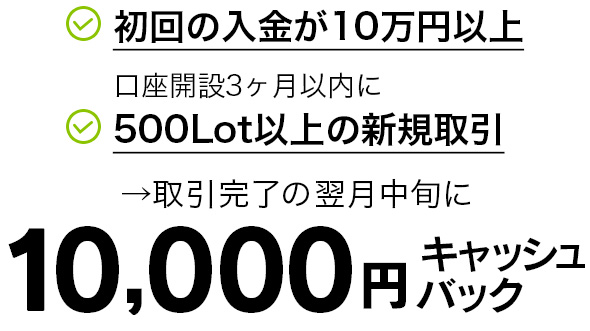 初回の入金が10万円以上
口座開設3ヶ月以内に
500Lot以上の新規取引
→取引完了の翌月中旬に
10,000円キャッシュ
バック